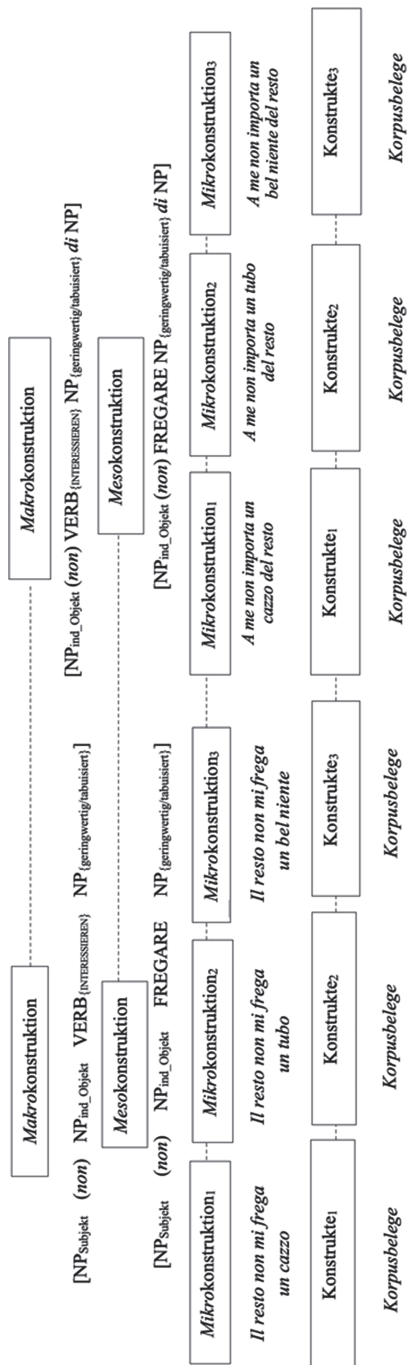 Makrokonstruktion
Makrokonstruktion
[NPSubjekt (non) NPind_Objekt VERB{INTERESSIEREN} NP{geringwertig/tabuisiert}]
[NPind_Objekt (non) VERB{INTERESSIEREN} NP{geringwertig/tabuisiert} di NP]
Mesokonstruktion
Mesokonstruktion
[NPSubjekt (non) NPind_Objekt FREGARE NP{geringwertig/tabuisiert}]
[NPind_Objekt (non) FREGARE NP{geringwertig/tabuisiert} di NP]
Mikrokonstruktion1
Mikrokonstruktion2
Mikrokonstruktion3
Mikrokonstruktion1
Mikrokonstruktion2
Mikrokonstruktion3
Il resto non mi frega
un cazzo
Il resto non mi frega
un tubo
Il resto non mi frega
un bel niente
A me non importa un
cazzo del resto
A me non importa un tubo
del resto
A me non importa un
bel niente del resto
Konstrukte1
Konstrukte2
Konstrukte3
Konstrukte1
Konstrukte2
Konstrukte3
Korpusbelege
Korpusbelege
Korpusbelege
Korpusbelege
Korpusbelege
Korpusbelege